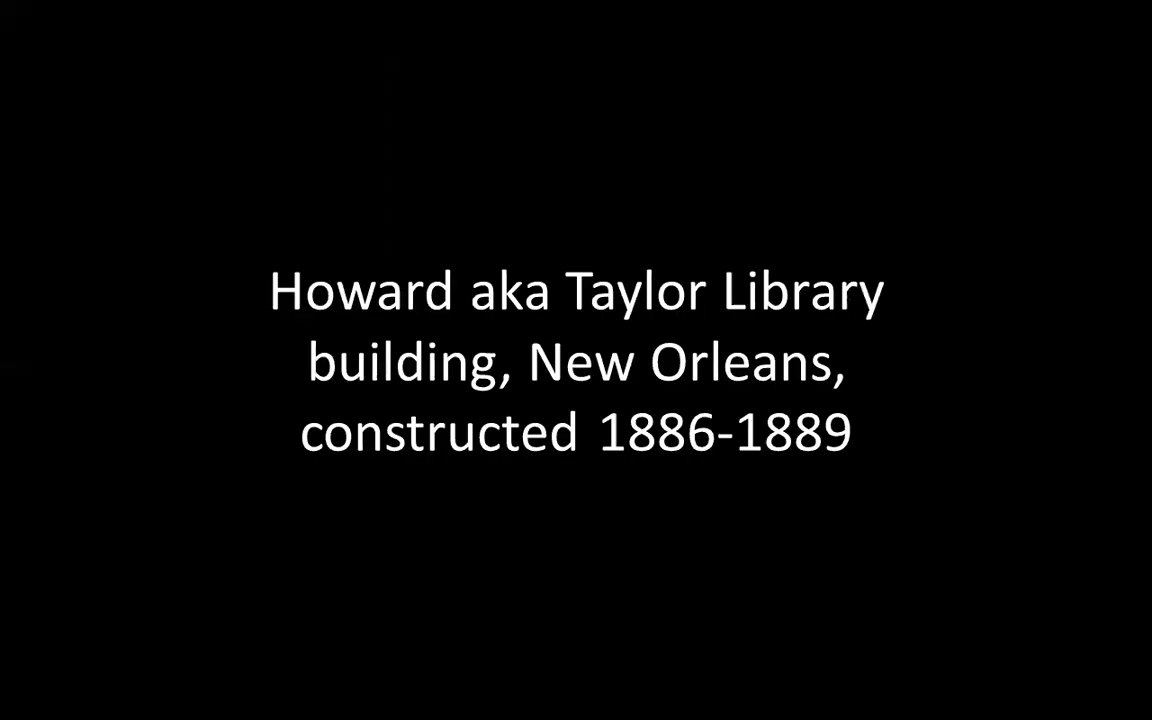 Howard aka Taylor Library
building, New Orleans,
constructed 1886-1889